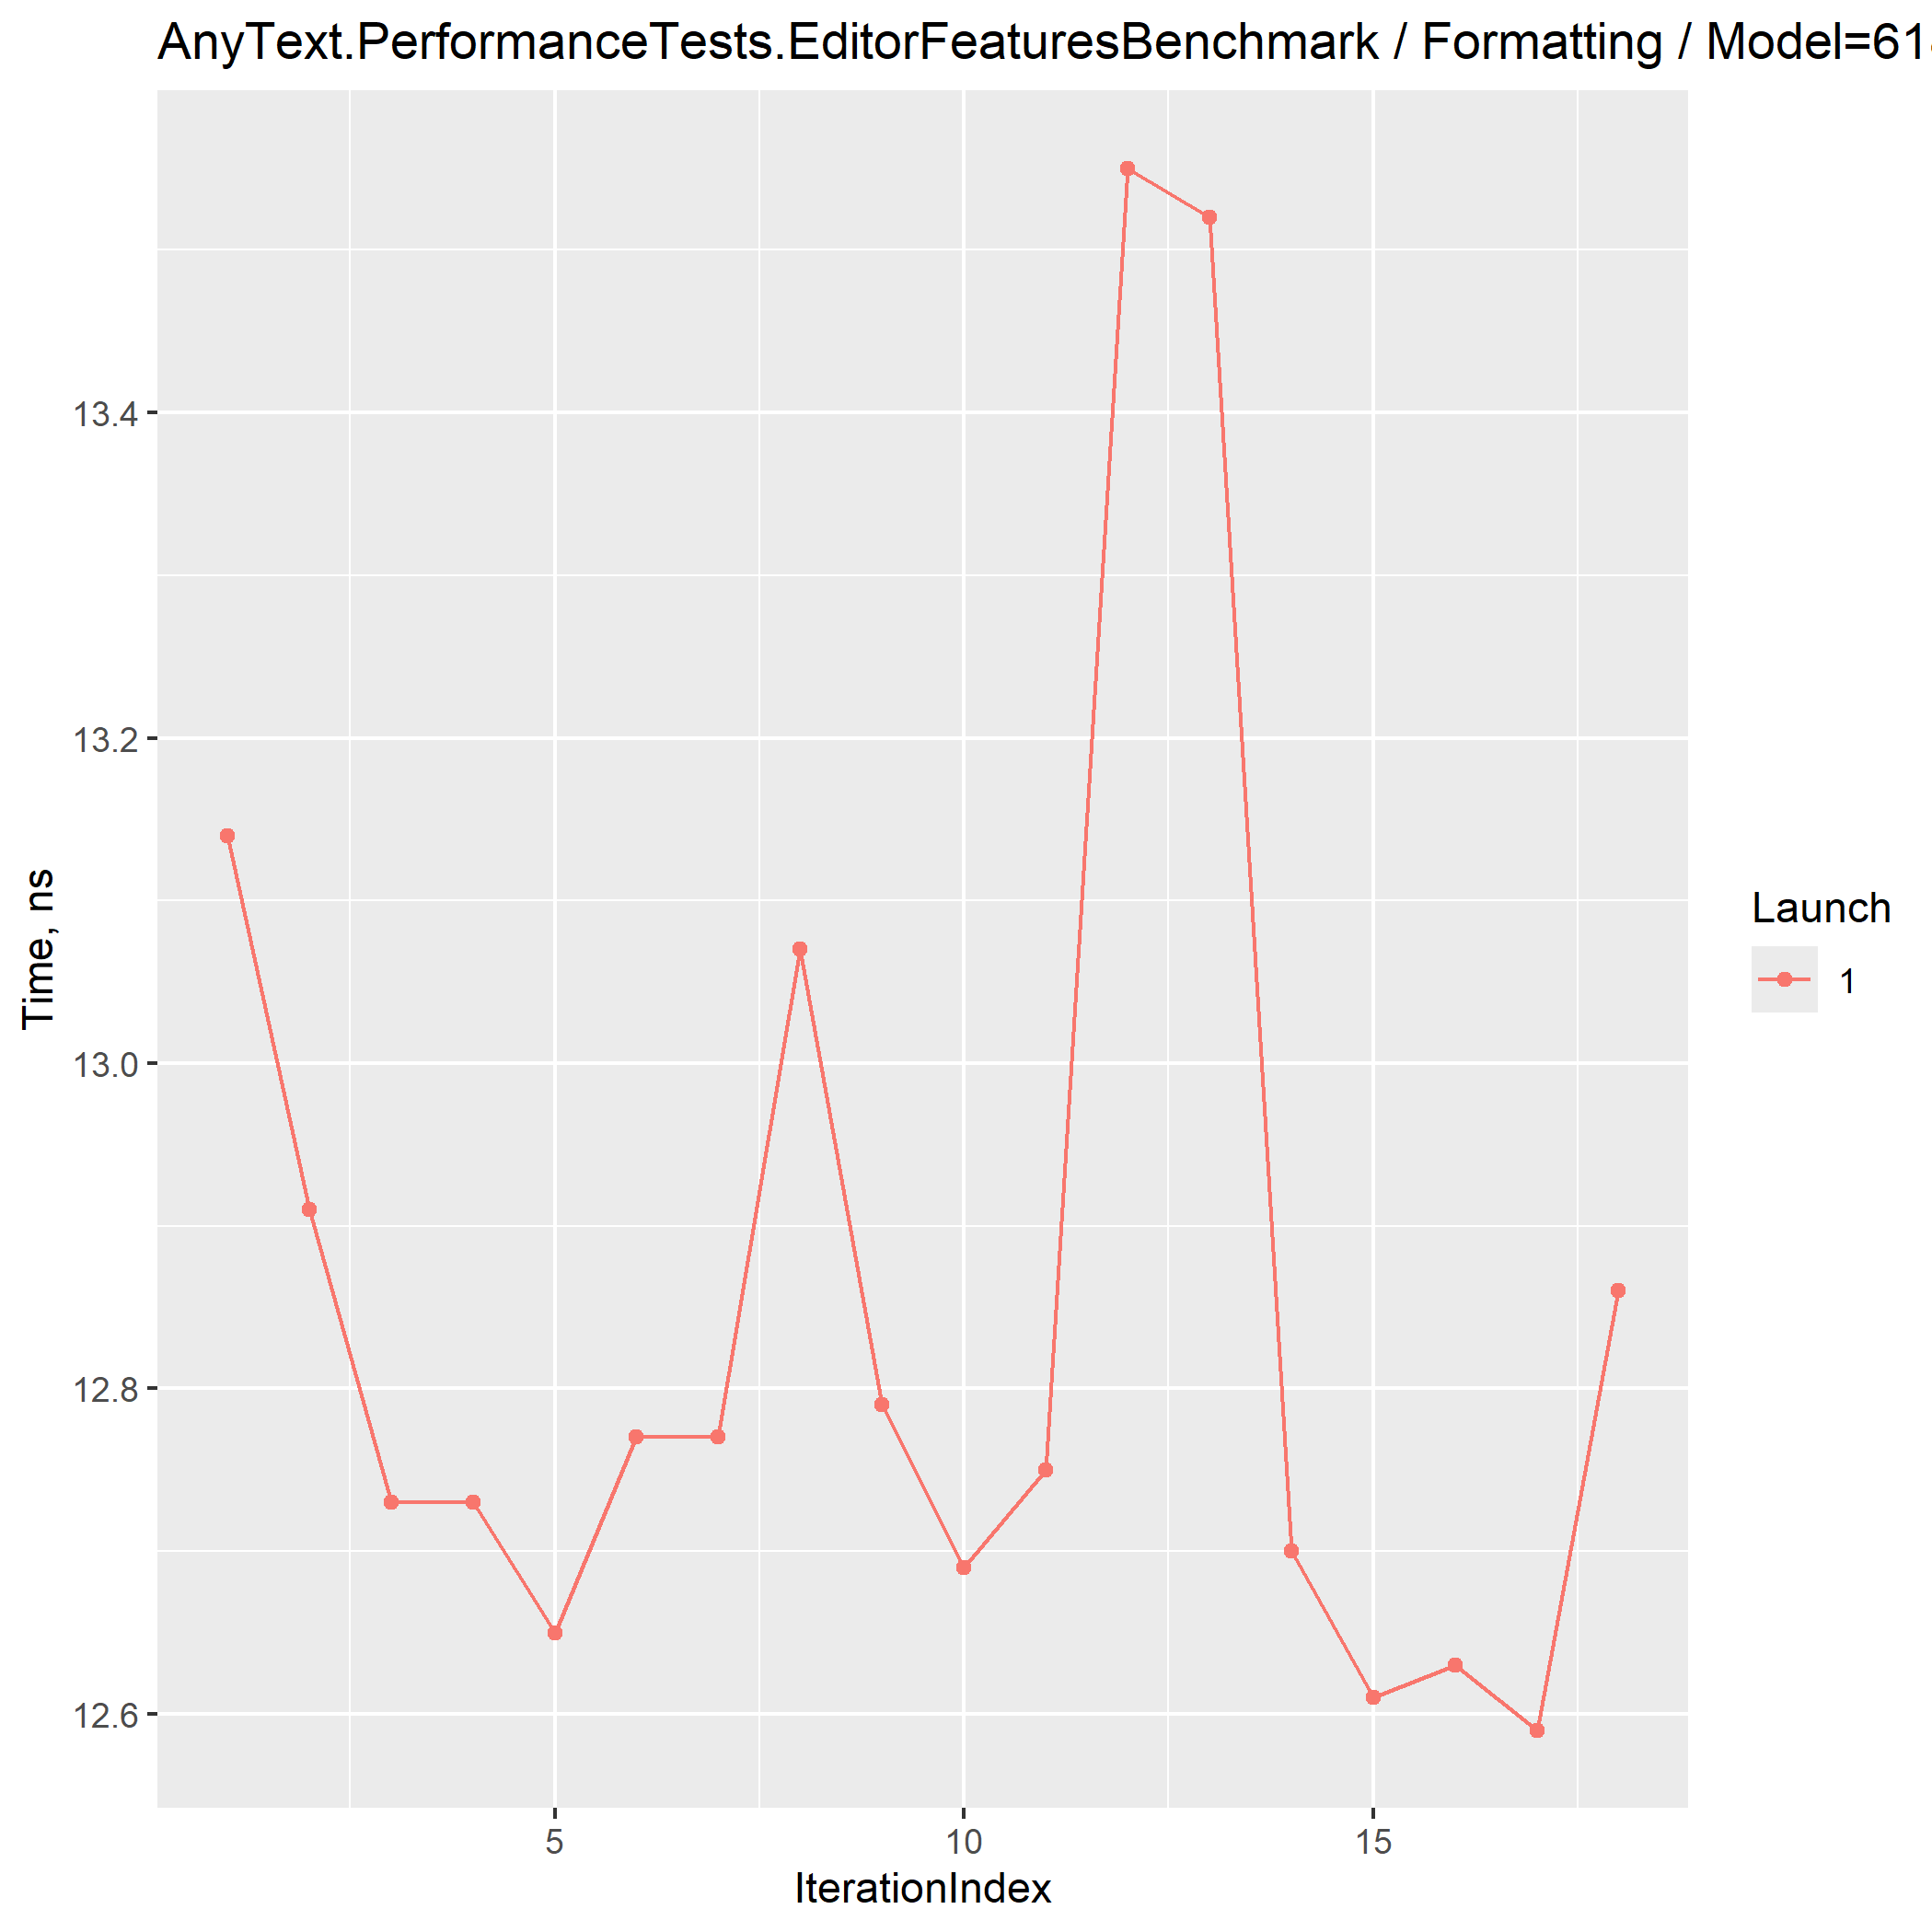 AnyText.PerformanceTests.EditorFeaturesBenchmark / Formatting / Model=61
13.4
13.2
13.0
12.8
12.6
Time, ns
5
10
15
IterationIndex
Launch
1